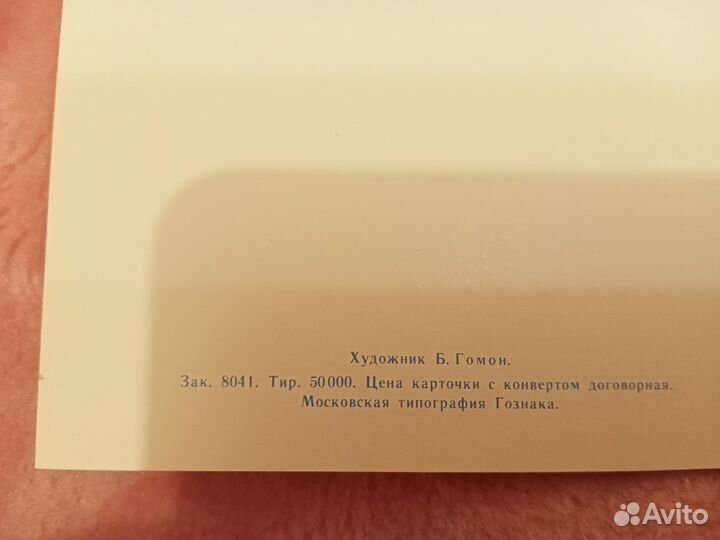 Художник Б. Гомон.
Зак. 8041. Тир. 50000. Цена карточки с конвертом договорная.
Московская типография Гознака.
Avito